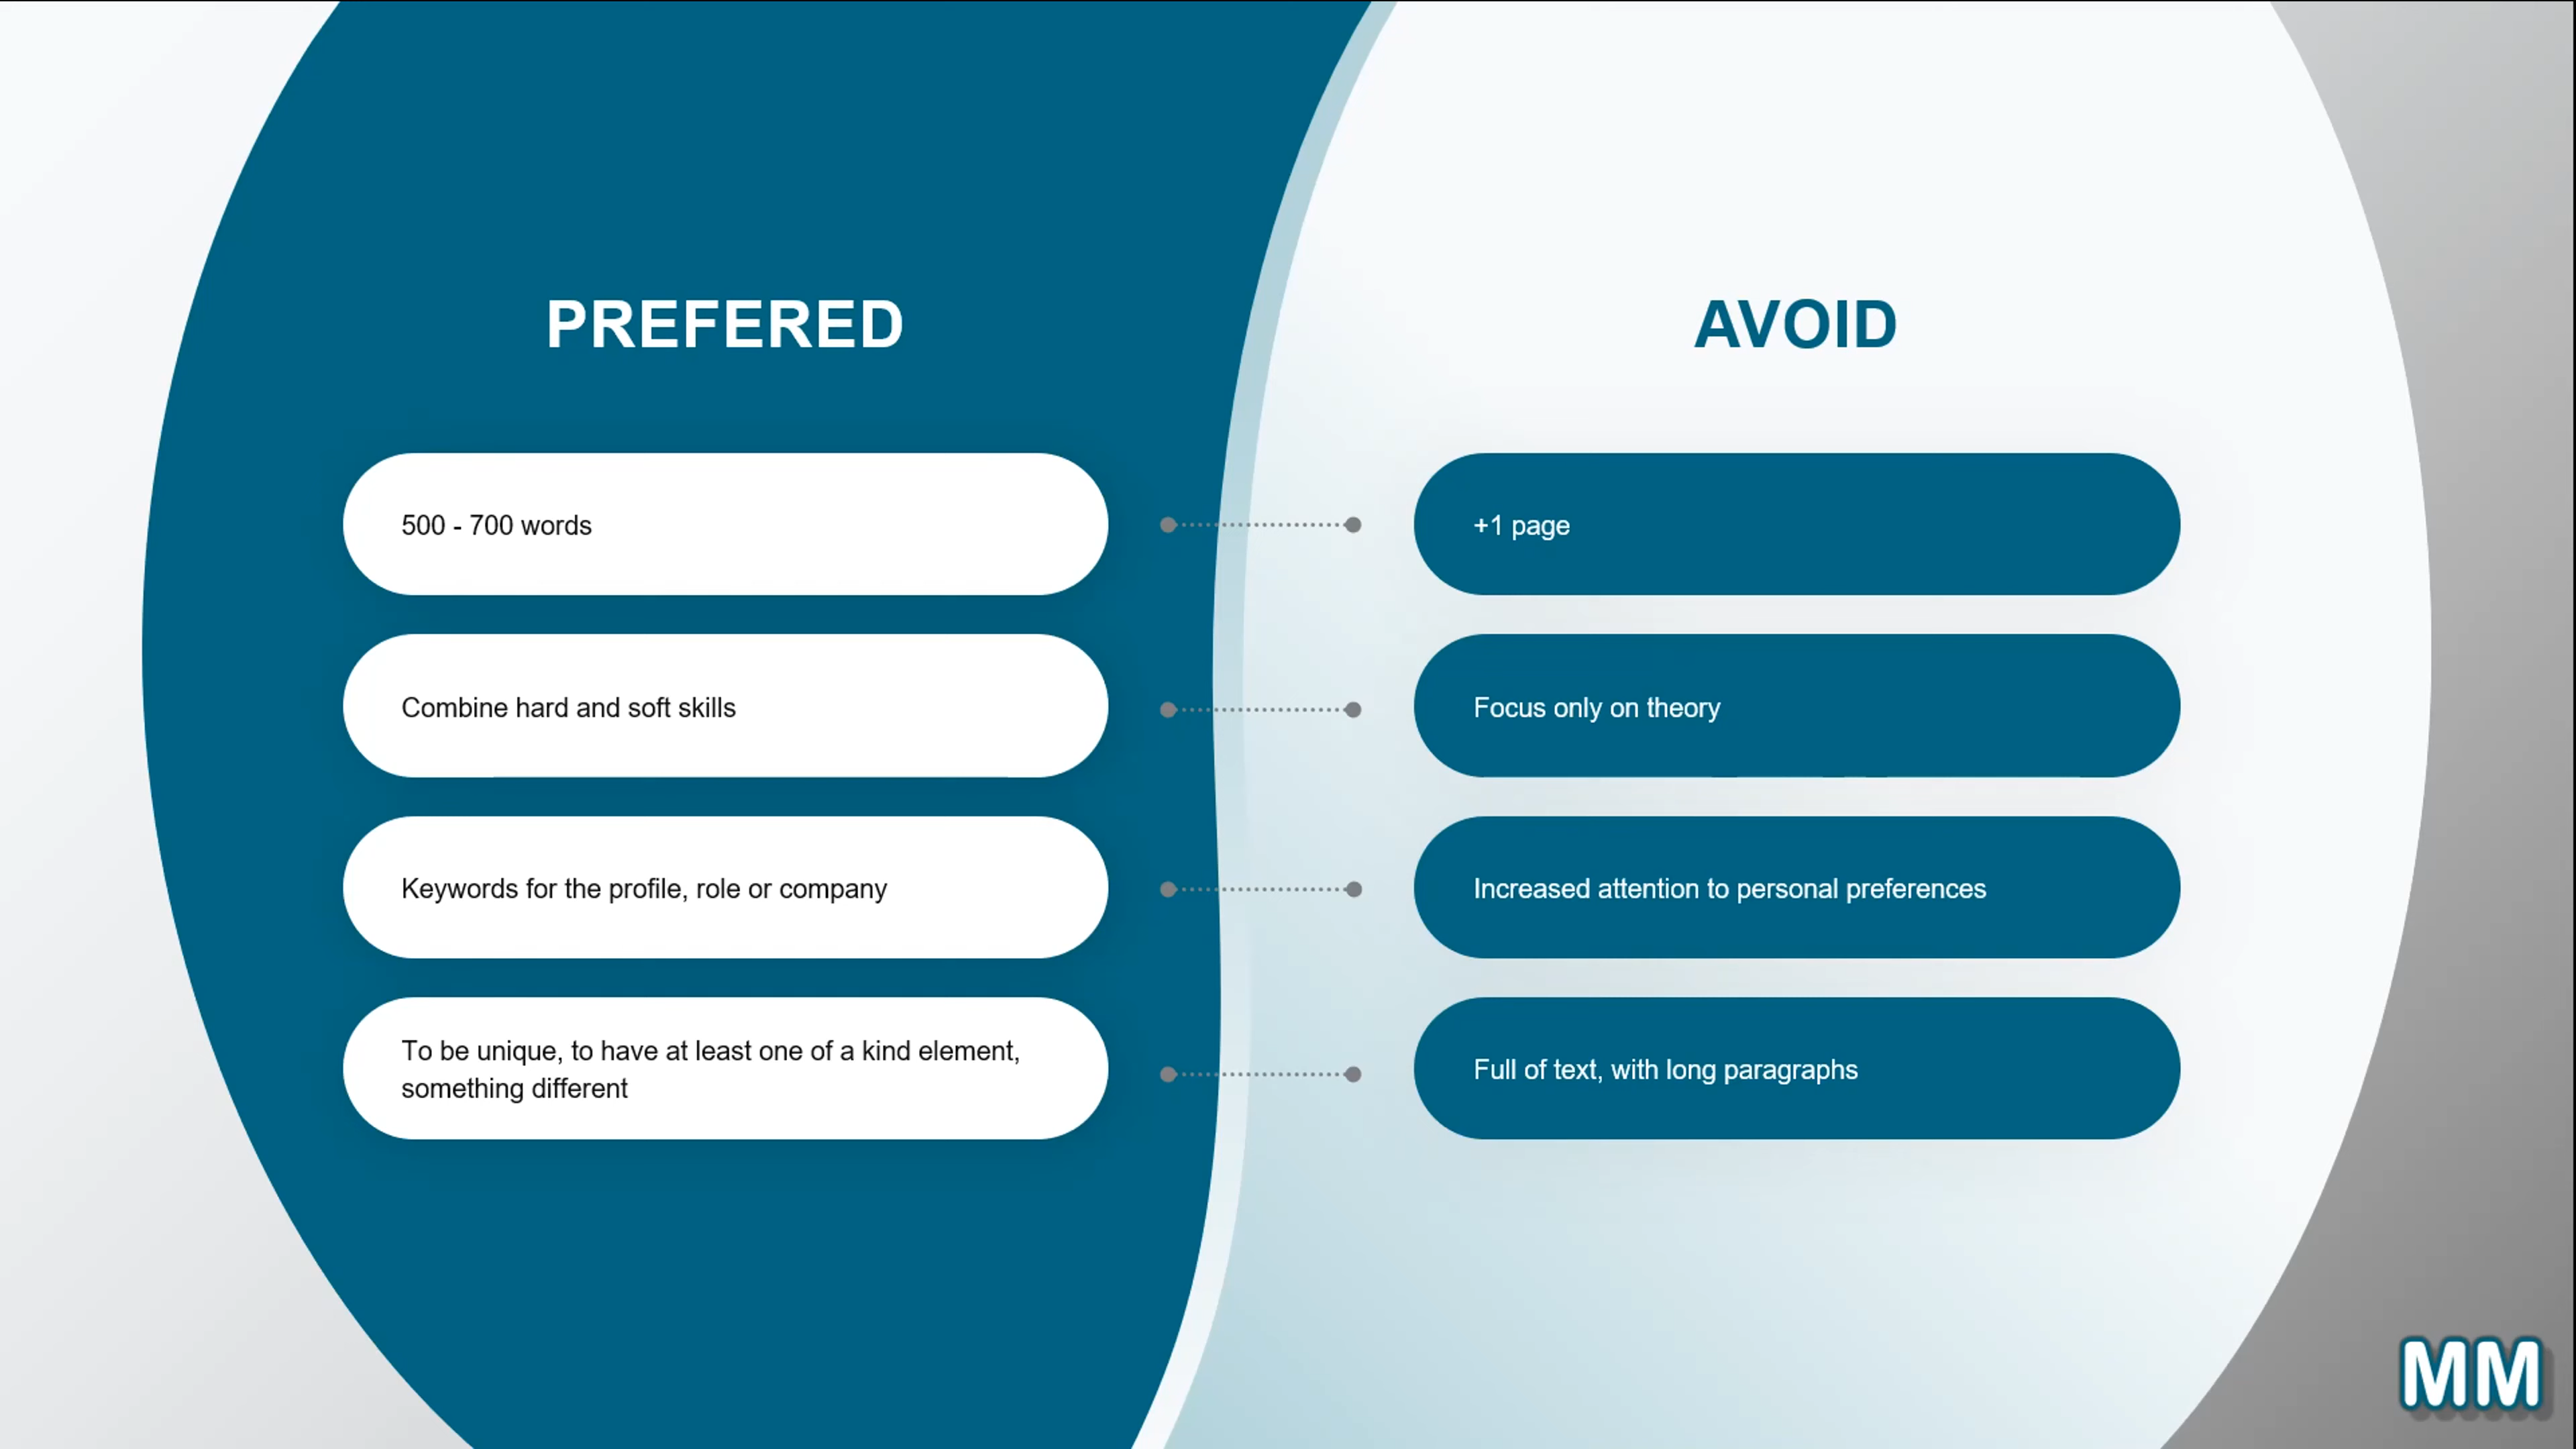 PREFERED
AVOID
500 - 700 words
+1 page
Combine hard and soft skills
Focus only on theory
Keywords for the profile, role or company
Increased attention to personal preferences
To be unique, to have at least one of a kind element,
something different
Full of text, with long paragraphs
MM